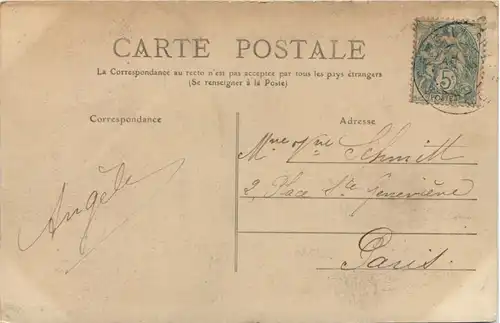 CARTE POSTALE
La Correspondance au recto n'est pas acceptée par tous les pays étrangers
(Se renseigner à la Poste)
Correspondance
Adresse
Schmitt
2, Place Ste Geneviève
Paris.
Angèle
5